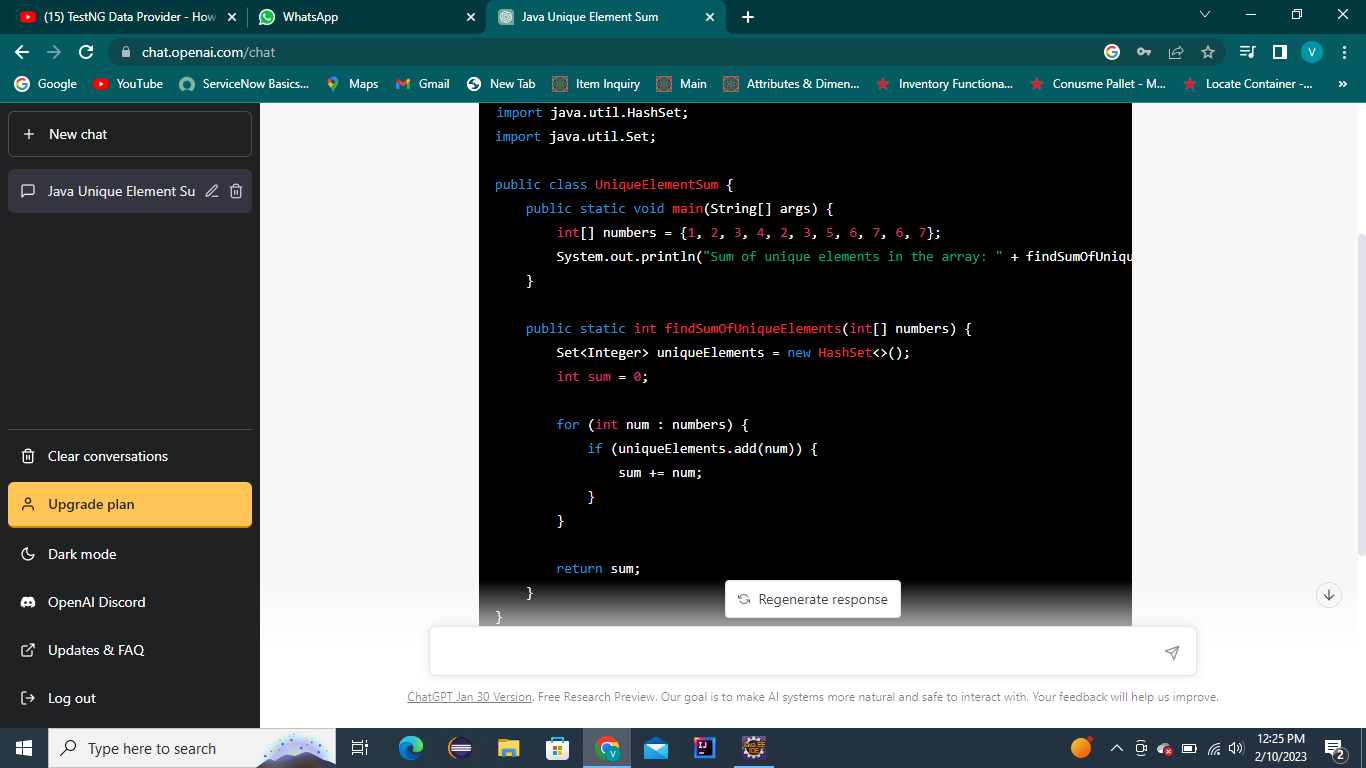 (15) TestNG Data Provider - How
WhatsApp
Java Unique Element Sum
chat.openai.com/chat
V
Google
YouTube
ServiceNow Basics...
Maps
Gmail
New Tab
Item Inquiry
Main
Attributes & Dimen...
Inventory Functiona...
Conusme Pallet - M...
Locate Container -...
»
New chat
Java Unique Element Su
Clear conversations
Upgrade plan
Dark mode
OpenAI Discord
Updates & FAQ
Log out
import java.util.HashSet;
import java.util.Set;
public class UniqueElementSum {
public static void main(String[] args) {
int[] numbers = {1, 2, 3, 4, 2, 3, 5, 6, 7, 6, 7};
System.out.println("Sum of unique elements in the array: " + findSumOfUniqu
}
public static int findSumOfUniqueElements(int[] numbers) {
Set<Integer> uniqueElements = new HashSet<>();
int sum = 0;
for (int num : numbers) {
if (uniqueElements.add(num)) {
sum += num;
}
}
return sum;
}
}
Regenerate response
ChatGPT Jan 30 Version. Free Research Preview. Our goal is to make AI systems more natural and safe to interact with. Your feedback will help us improve.
Type here to search
12:25 PM
2/10/2023
2